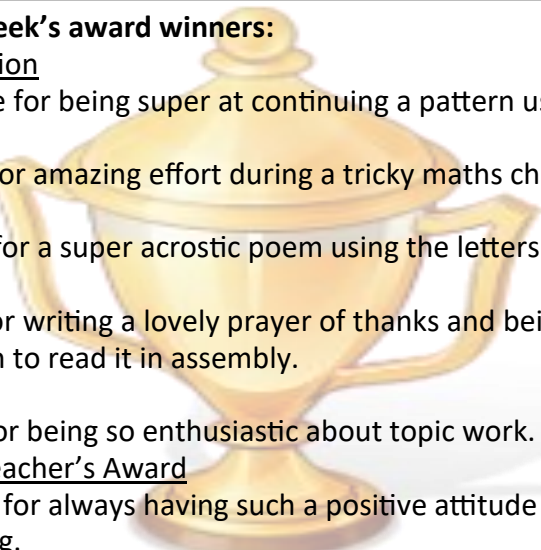 eek’s award winners:
ion
e for being super at continuing a pattern us
or amazing effort during a tricky maths ch
for a super acrostic poem using the letters
or writing a lovely prayer of thanks and bei
n to read it in assembly.
or being so enthusiastic about topic work.
eacher’s Award
for always having such a positive attitude
g.